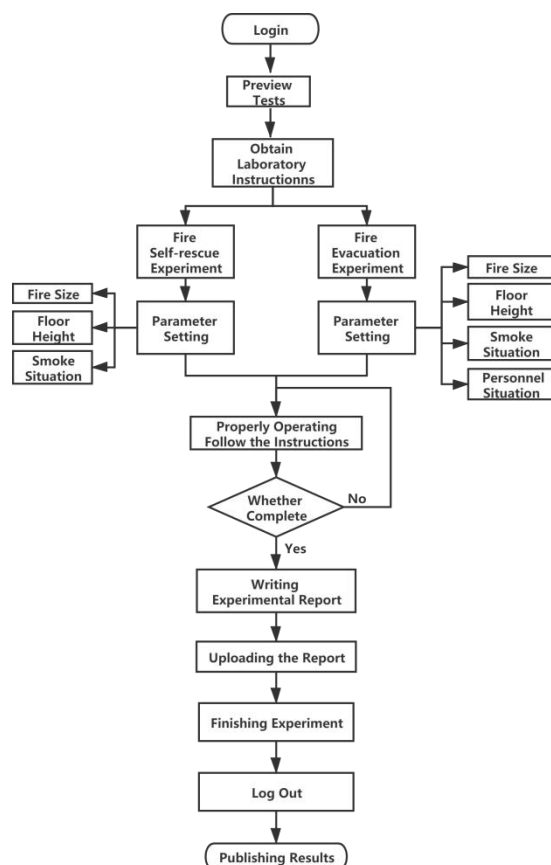 Login
Preview
Tests
Obtain
Laboratory
Instructionns
Fire
Self-rescue
Experiment
Fire
Evacuation
Experiment
Fire Size
Floor
Height
Smoke
Situation
Parameter
Setting
Parameter
Setting
Fire Size
Floor
Height
Smoke
Situation
Personnel
Situation
Properly Operating
Follow the Instructions
Whether
Complete
No
Yes
Writing
Experimental Report
Uploading the Report
Finishing Experiment
Log Out
Publishing Results